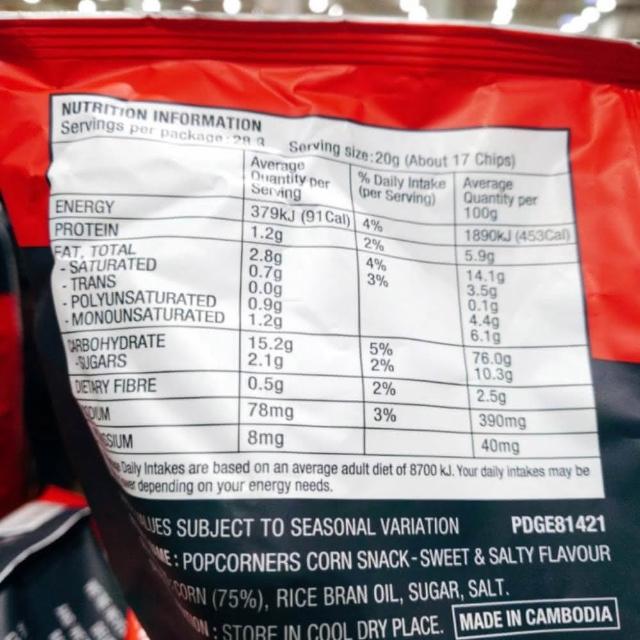 NUTRITION INFORMATION
Servings per package: Serving size: 20g (About 17 Chips)
Average Quantity per Serving % Daily Intake (per Serving) Average Quantity per 100g
ENERGY 379kJ (91Cal) 4% 1890kJ (453Cal)
PROTEIN 1.2g 2% 5.9g
FAT, TOTAL 2.8g 4% 14.1g
- SATURATED 0.7g 3% 3.5g
- TRANS 0.0g 0.1g
- POLYUNSATURATED 0.9g 4.4g
- MONOUNSATURATED 1.2g 6.1g
CARBOHYDRATE 15.2g 5% 76.0g
-SUGARS 2.1g 2% 10.3g
DIETARY FIBRE 0.5g 2% 2.5g
78mg 3% 390mg
8mg 40mg
Daily Intakes are based on an average adult diet of 8700 kJ. Your daily intakes may be
depending on your energy needs.
SUBJECT TO SEASONAL VARIATION PDGE81421
: POPCORNERS CORN SNACK - SWEET & SALTY FLAVOUR
CORN (75%), RICE BRAN OIL, SUGAR, SALT.
: STORE IN COOL DRY PLACE. MADE IN CAMBODIA